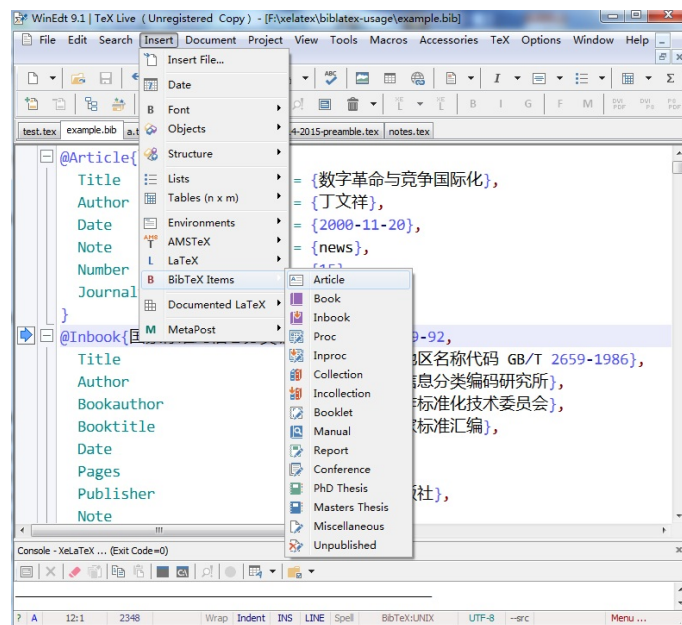 WinEdt 9.1 | TeX Live (Unregistered Copy) - [F:\xelatex\biblatex-usage\example.bib]
File Edit Search Insert Document Project View Tools Macros Accessories TeX Options Window Help
Insert File...
Date
Font
Objects
Structure
Lists
Tables (n x m)
Environments
AMSTeX
LaTeX
BibTeX Items
Documented LaTeX
MetaPost
Article
Book
Inbook
Proc
Inproc
Collection
Incollection
Booklet
Manual
Report
Conference
PhD Thesis
Masters Thesis
Miscellaneous
Unpublished
test.tex example.bib a.t 4-2015-preamble.tex notes.tex
@Article{
Title = {数字革命与竞争国际化},
Author = {丁文祥},
Date = {2000-11-20},
Note = {news},
Number
Journal
}
@Inbook{ 9-92,
Title 区名称代码 GB/T 2659-1986},
Author 息分类编码研究所},
Bookauthor 标准化技术委员会},
Booktitle 标准汇编},
Date
Pages
Publisher 社},
Note
Console - XeLaTeX ... (Exit Code=0)
? A 12:1 2348 Wrap Indent INS LINE Spell BibTeX:UNIX UTF-8 --src Menu ...